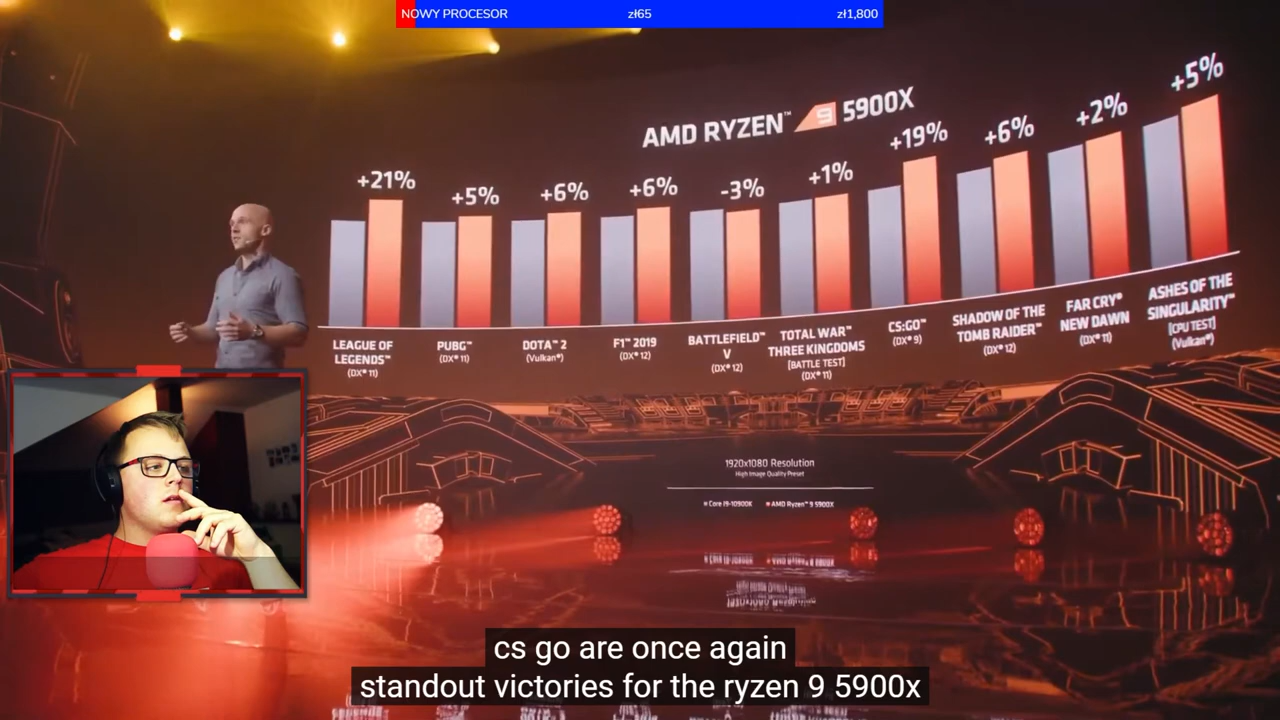 NOWY PROCESOR zł65 zł1,800
AMD RYZEN™ 9 5900X
+21%
+5%
+6%
+6%
-3%
+1%
+19%
+6%
+2%
+5%
LEAGUE OF
LEGENDS™
(DX® 11)
PUBG™
(DX® 11)
DOTA™ 2
(Vulkan®)
F1™ 2019
(DX® 12)
BATTLEFIELD™
V
(DX® 12)
TOTAL WAR™
THREE KINGDOMS
[BATTLE TEST]
(DX® 11)
CS:GO™
(DX® 9)
SHADOW OF THE
TOMB RAIDER™
(DX® 12)
FAR CRY®
NEW DAWN
(DX® 11)
ASHES OF THE
SINGULARITY™
[CPU TEST]
(Vulkan®)
1920x1080 Resolution
High Image Quality Preset
Core i9-10900K AMD Ryzen™ 9 5900X
cs go are once again
standout victories for the ryzen 9 5900x